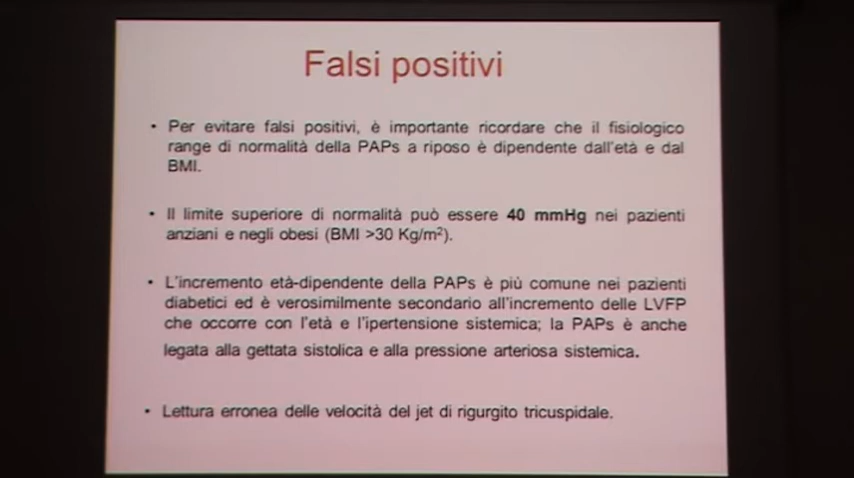 Falsi positivi
• Per evitare falsi positivi, è importante ricordare che il fisiologico
range di normalità della PAPs a riposo è dipendente dall'età e dal
BMI.
• Il limite superiore di normalità può essere 40 mmHg nei pazienti
anziani e negli obesi (BMI >30 Kg/m²).
• L'incremento età-dipendente della PAPs è più comune nei pazienti
diabetici ed è verosimilmente secondario all'incremento delle LVFP
che occorre con l'età e l'ipertensione sistemica; la PAPs è anche
legata alla gettata sistolica e alla pressione arteriosa sistemica.
• Lettura erronea delle velocità del jet di rigurgito tricuspidale.